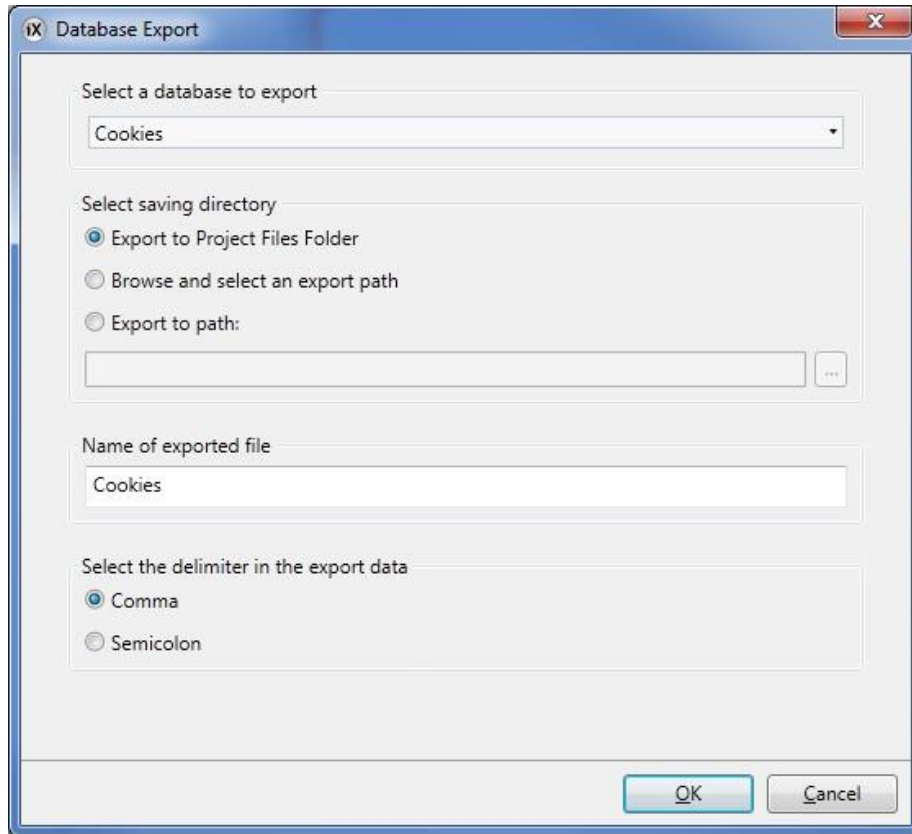 iX Database Export
Select a database to export
Cookies
Select saving directory
Export to Project Files Folder
Browse and select an export path
Export to path:
...
Name of exported file
Cookies
Select the delimiter in the export data
Comma
Semicolon
OK Cancel